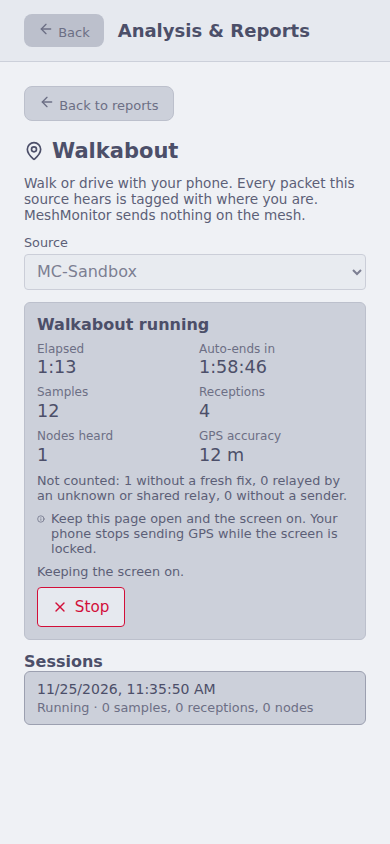 Back
Analysis & Reports
Back to reports
Walkabout
Walk or drive with your phone. Every packet this
source hears is tagged with where you are.
MeshMonitor sends nothing on the mesh.
Source
MC-Sandbox
Walkabout running
Elapsed
1:13
Auto-ends in
1:58:46
Samples
12
Receptions
4
Nodes heard
1
GPS accuracy
12 m
Not counted: 1 without a fresh fix, 0 relayed by
an unknown or shared relay, 0 without a sender.
Keep this page open and the screen on. Your
phone stops sending GPS while the screen is
locked.
Keeping the screen on.
Stop
Sessions
11/25/2026, 11:35:50 AM
Running · 0 samples, 0 receptions, 0 nodes